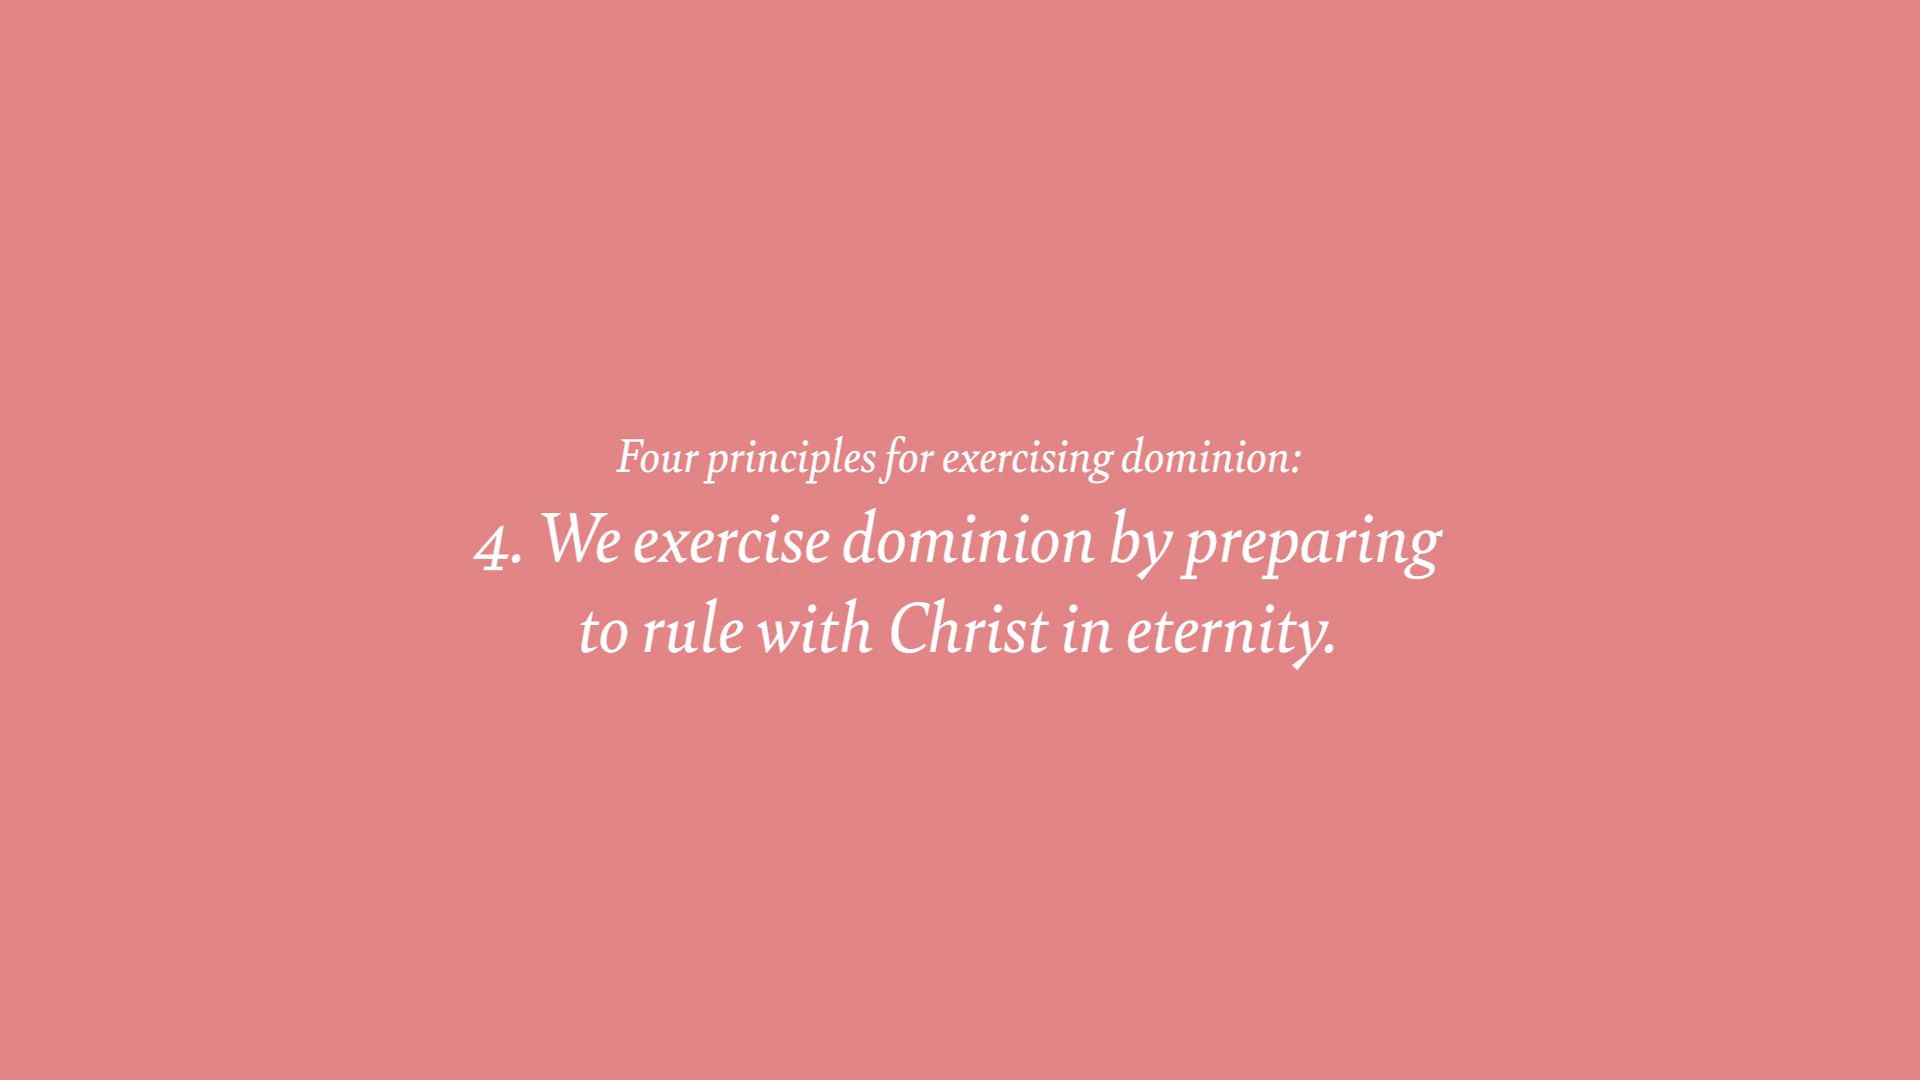 Four principles for exercising dominion:
4. We exercise dominion by preparing
to rule with Christ in eternity.